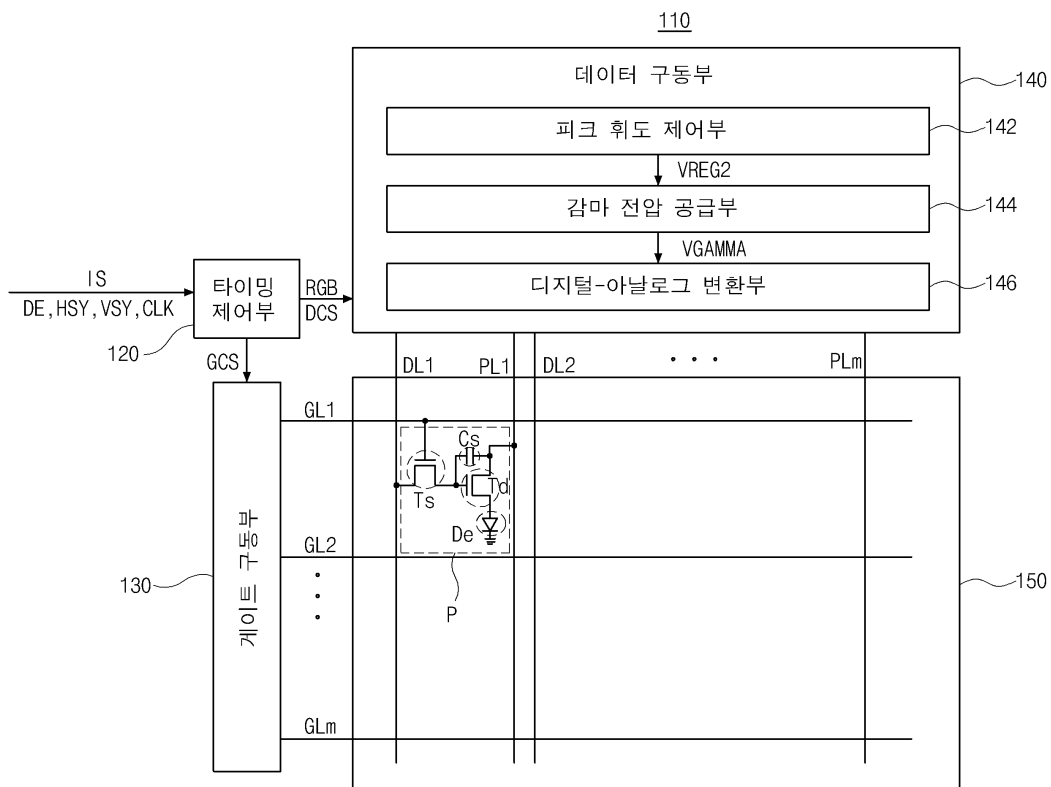 110
데이터 구동부
140
피크 휘도 제어부
142
VREG2
감마 전압 공급부
144
VGAMMA
디지털-아날로그 변환부
146
IS
DE,HSY,VSY,CLK
타이밍
제어부
120
RGB
DCS
GCS
DL1
PL1
DL2
PLm
GL1
Cs
Ts
Td
De
GL2
P
게이트 구동부
130
150
GLm